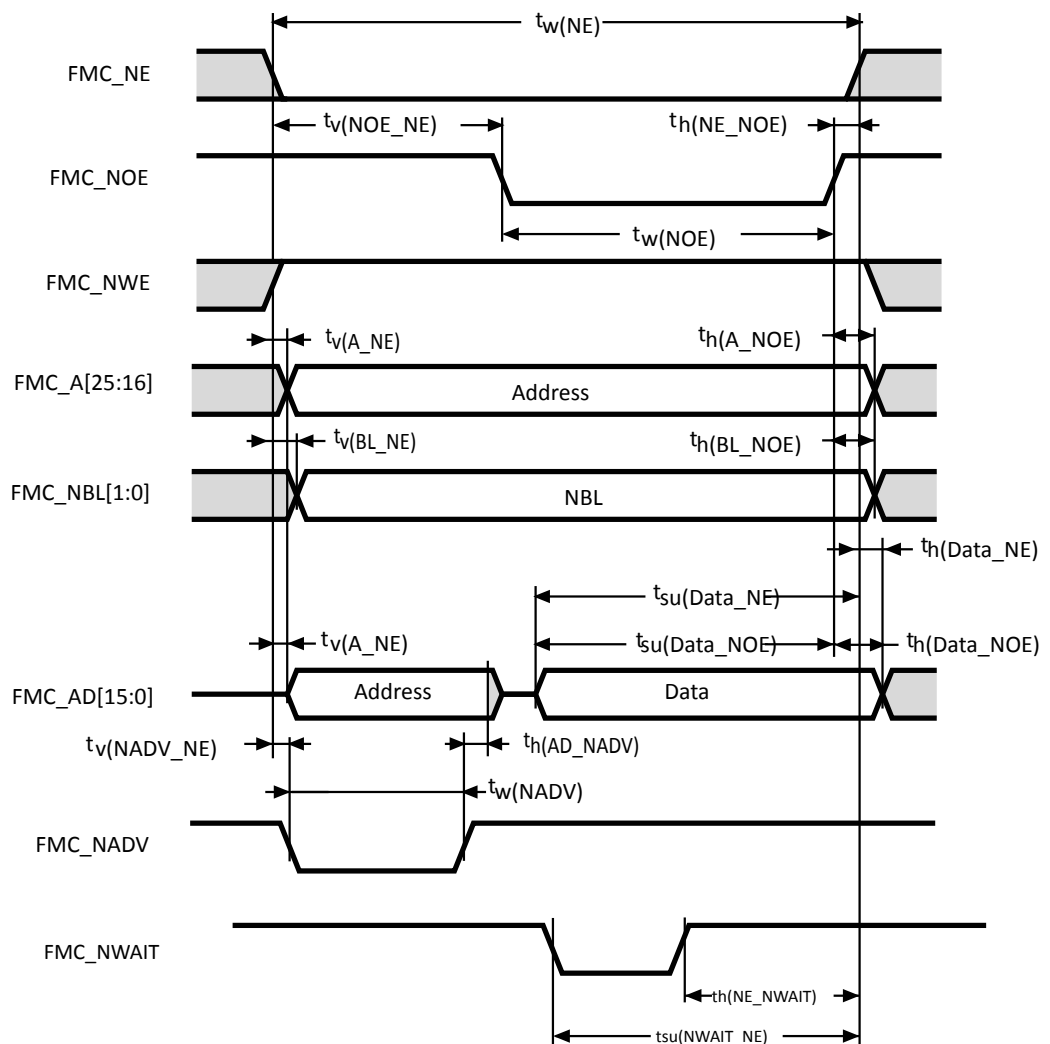 tw(NE)
FMC_NE
tv(NOE_NE)
th(NE_NOE)
FMC_NOE
tw(NOE)
FMC_NWE
tv(A_NE)
th(A_NOE)
FMC_A[25:16]
Address
tv(BL_NE)
th(BL_NOE)
FMC_NBL[1:0]
NBL
th(Data_NE)
tsu(Data_NE)
tv(A_NE)
tsu(Data_NOE)
th(Data_NOE)
FMC_AD[15:0]
Address
Data
tv(NADV_NE)
th(AD_NADV)
tw(NADV)
FMC_NADV
FMC_NWAIT
th(NE_NWAIT)
tsu(NWAIT_NE)